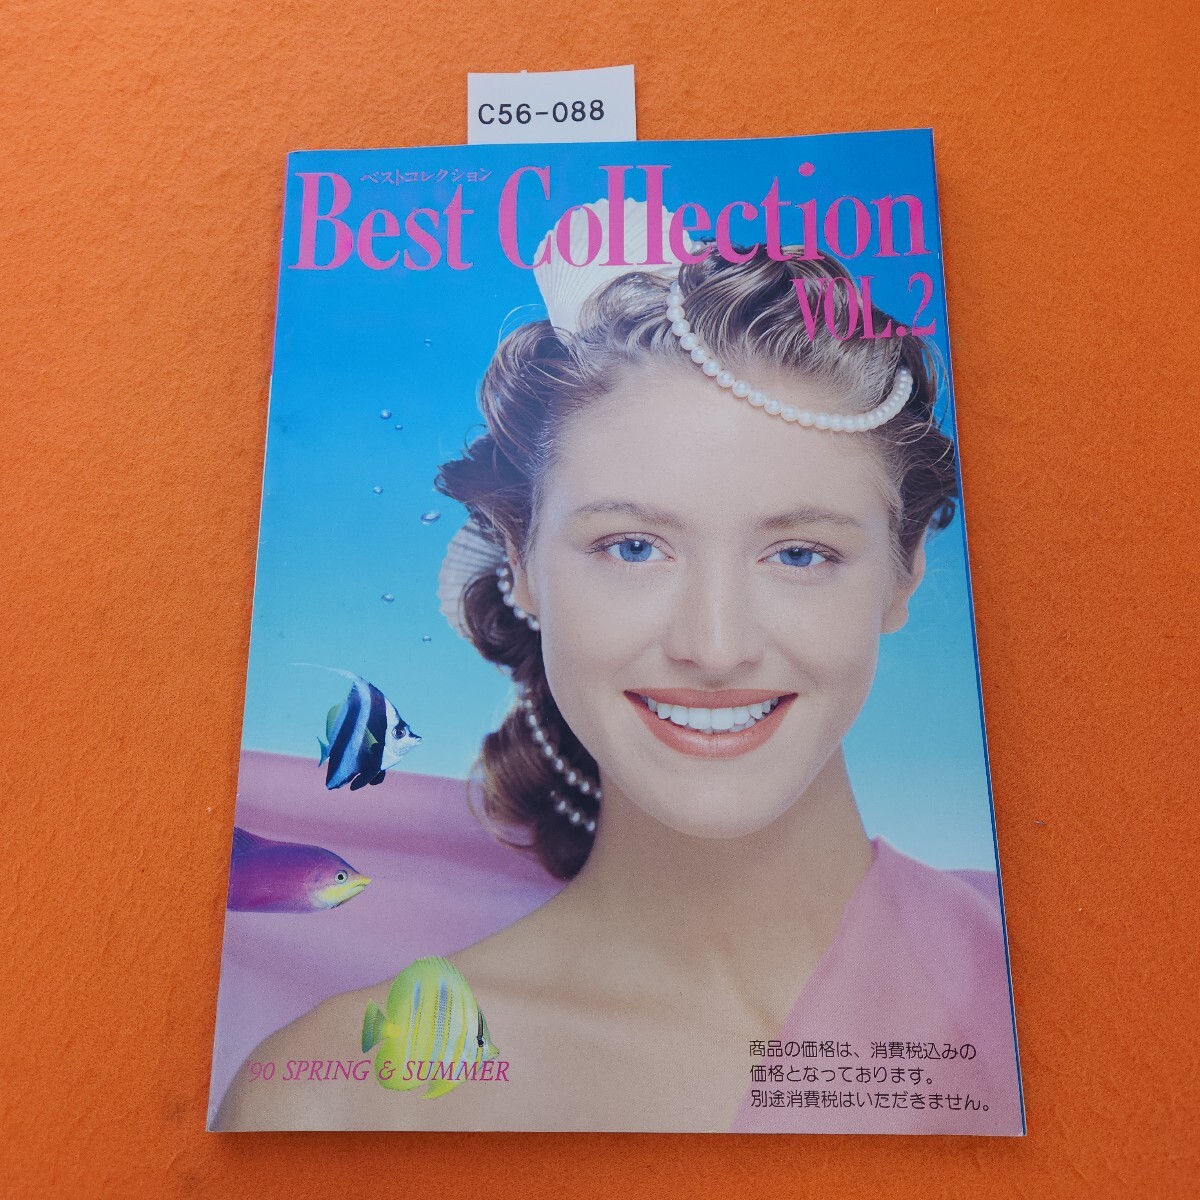 C56-088
ベストコレクション
Best Collection
VOL.2
'90 SPRING & SUMMER
商品の価格は、消費税込みの
価格となっております。
別途消費税はいただきません。